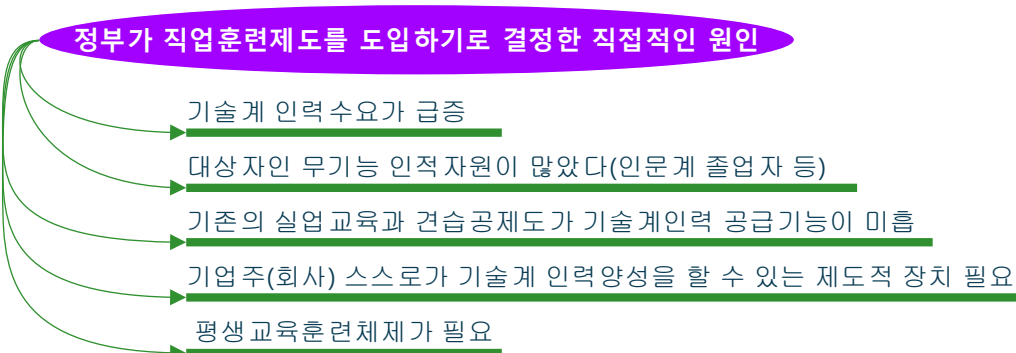 정부가 직업훈련제도를 도입하기로 결정한 직접적인 원인
기술계 인력수요가 급증
대상자인 무기능 인적자원이 많았다(인문계 졸업자 등)
기존의 실업교육과 견습공제도가 기술계인력 공급기능이 미흡
기업주(회사) 스스로가 기술계 인력양성을 할 수 있는 제도적 장치 필요
평생교육훈련체제가 필요